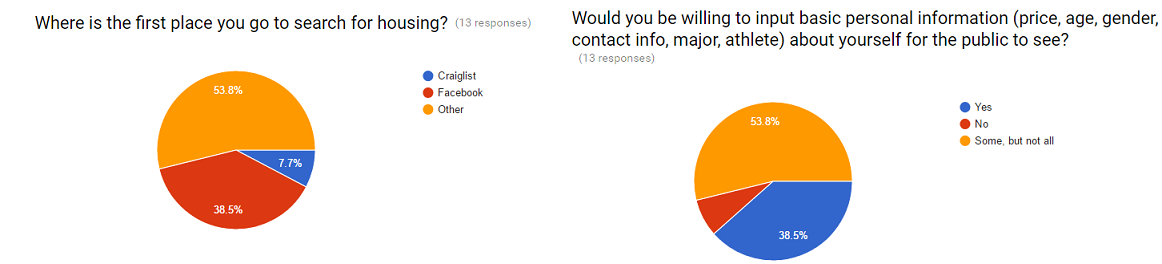 Where is the first place you go to search for housing? (13 responses)
53.8%
7.7%
38.5%
Craiglist
Facebook
Other
Would you be willing to input basic personal information (price, age, gender,
contact info, major, athlete) about yourself for the public to see?
(13 responses)
53.8%
38.5%
Yes
No
Some, but not all